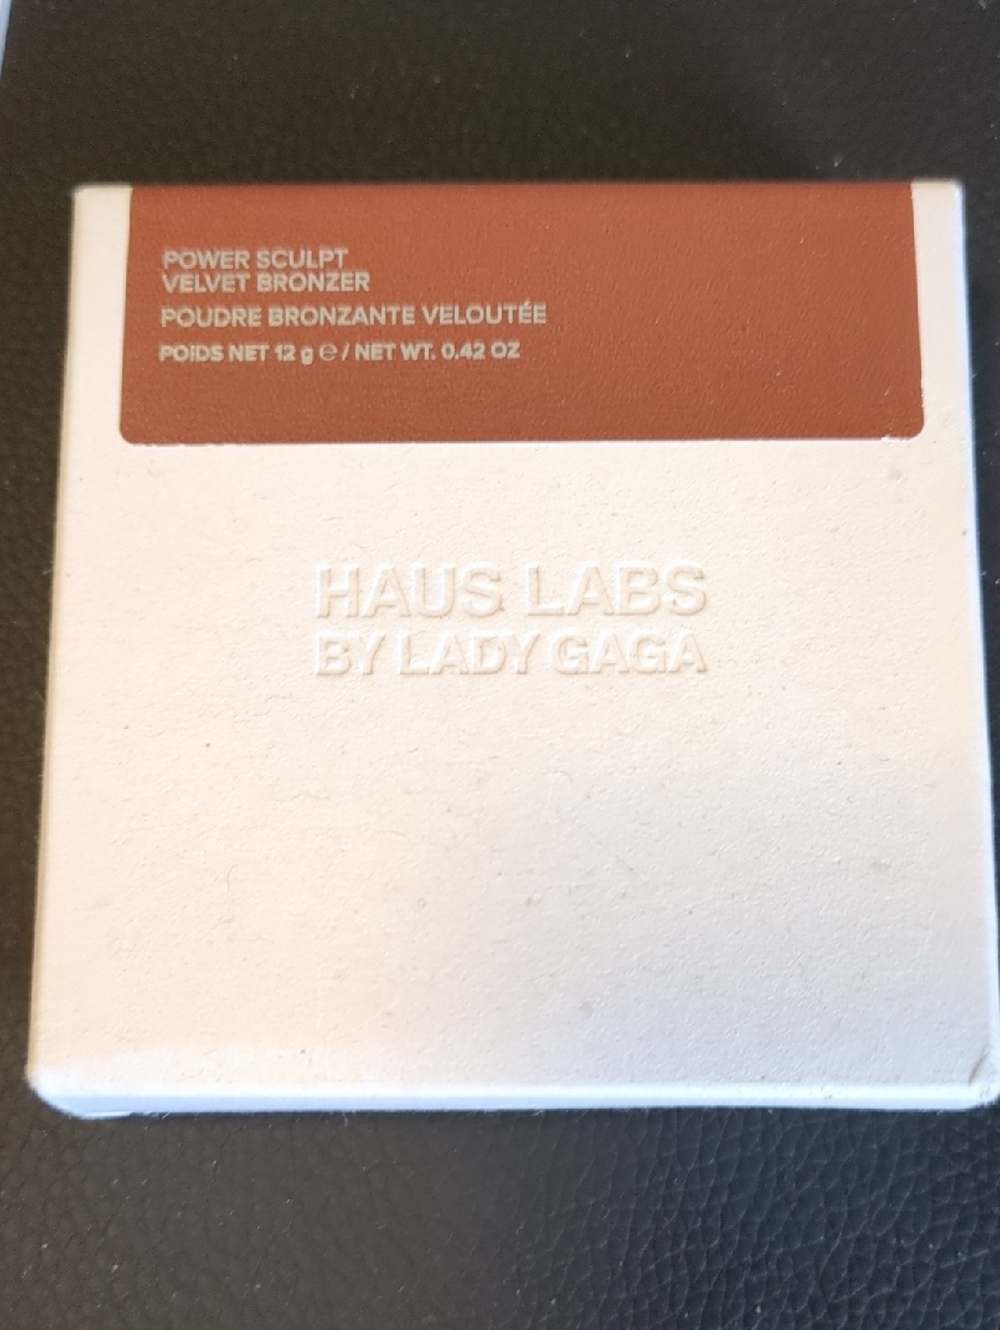 POWER SCULPT
VELVET BRONZER
POUDRE BRONZANTE VELOUTÉE
POIDS NET 12 g ℮ / NET WT. 0.42 OZ
HAUS LABS
BY LADY GAGA